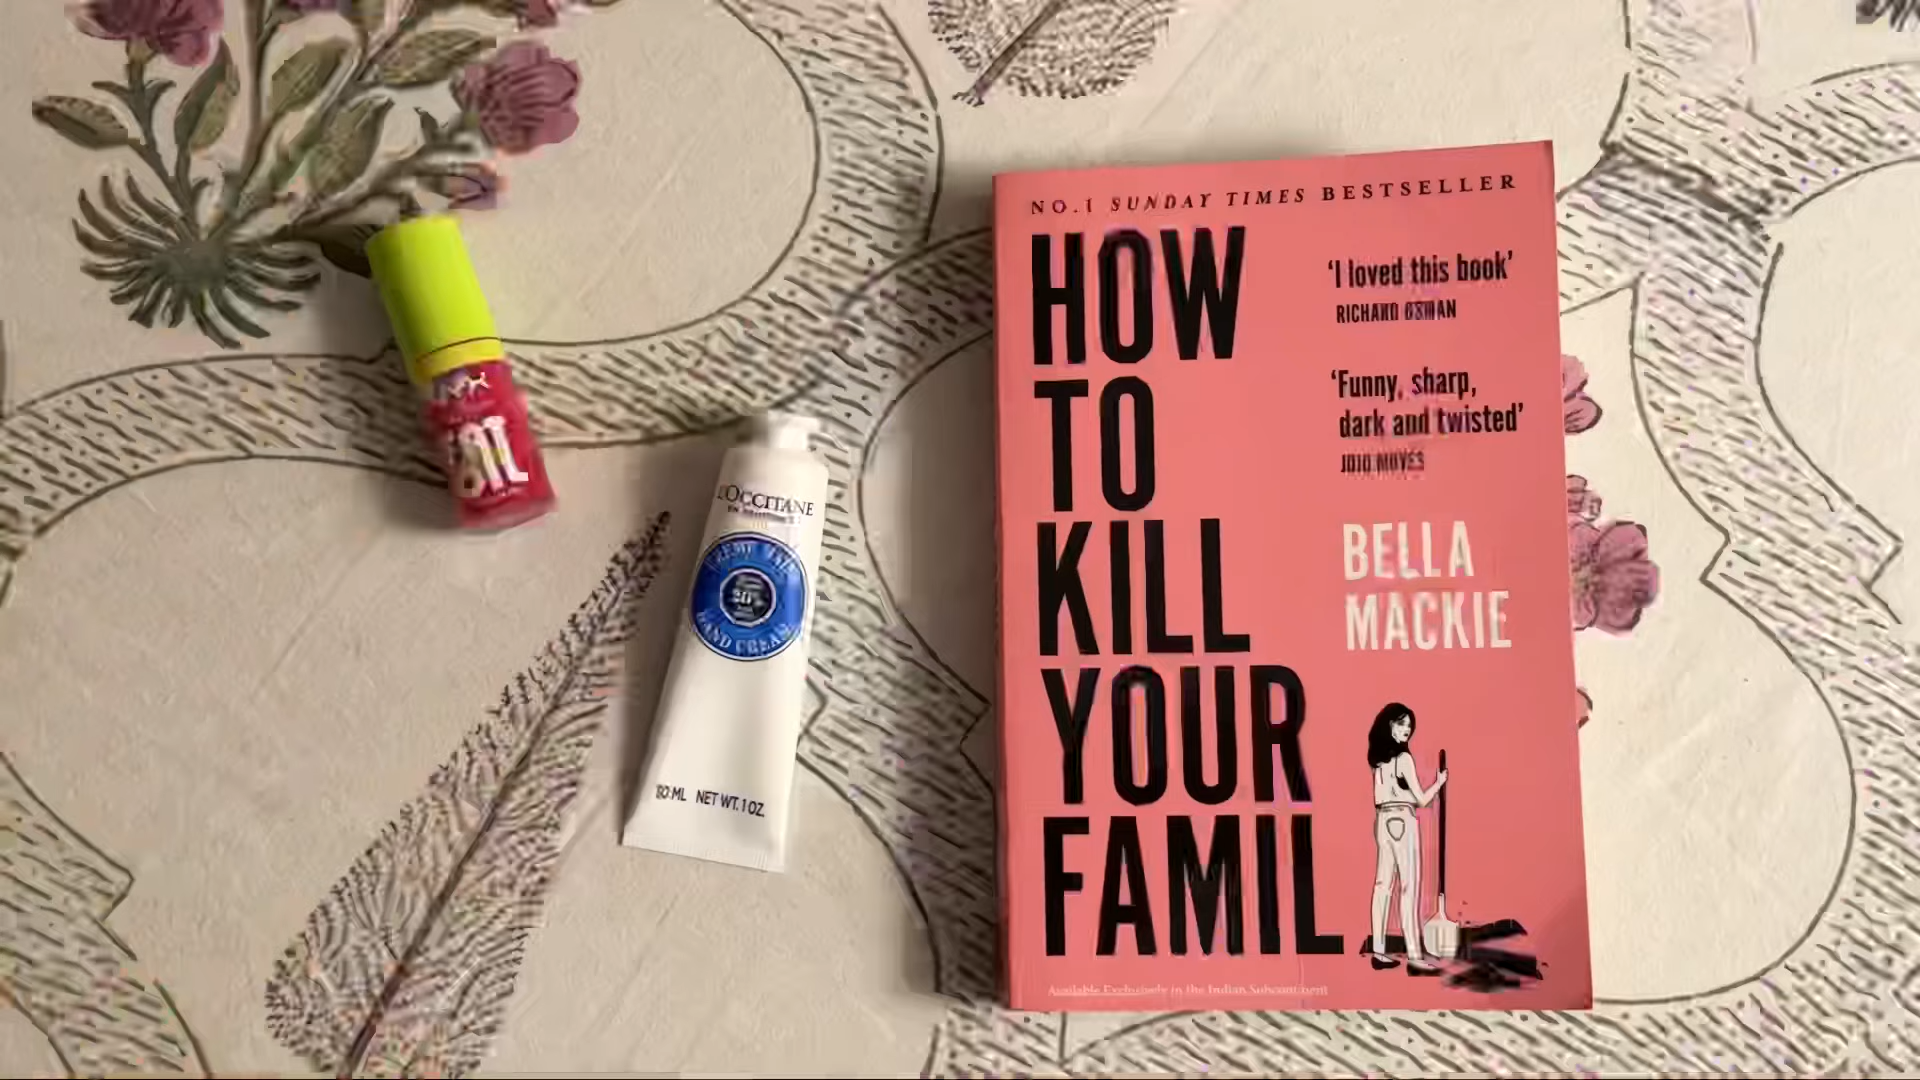 NO.1 SUNDAY TIMES BESTSELLER
HOW
TO
KILL
YOUR
FAMIL
'I loved this book'
RICHARD OSMAN
'Funny, sharp,
dark and twisted'
JOJO MOYES
BELLA
MACKIE
Available Exclusively in the Indian Subcontinent
L'OCCITANE
HAND CREAM
30 ML NET WT. 1 OZ.
NYX